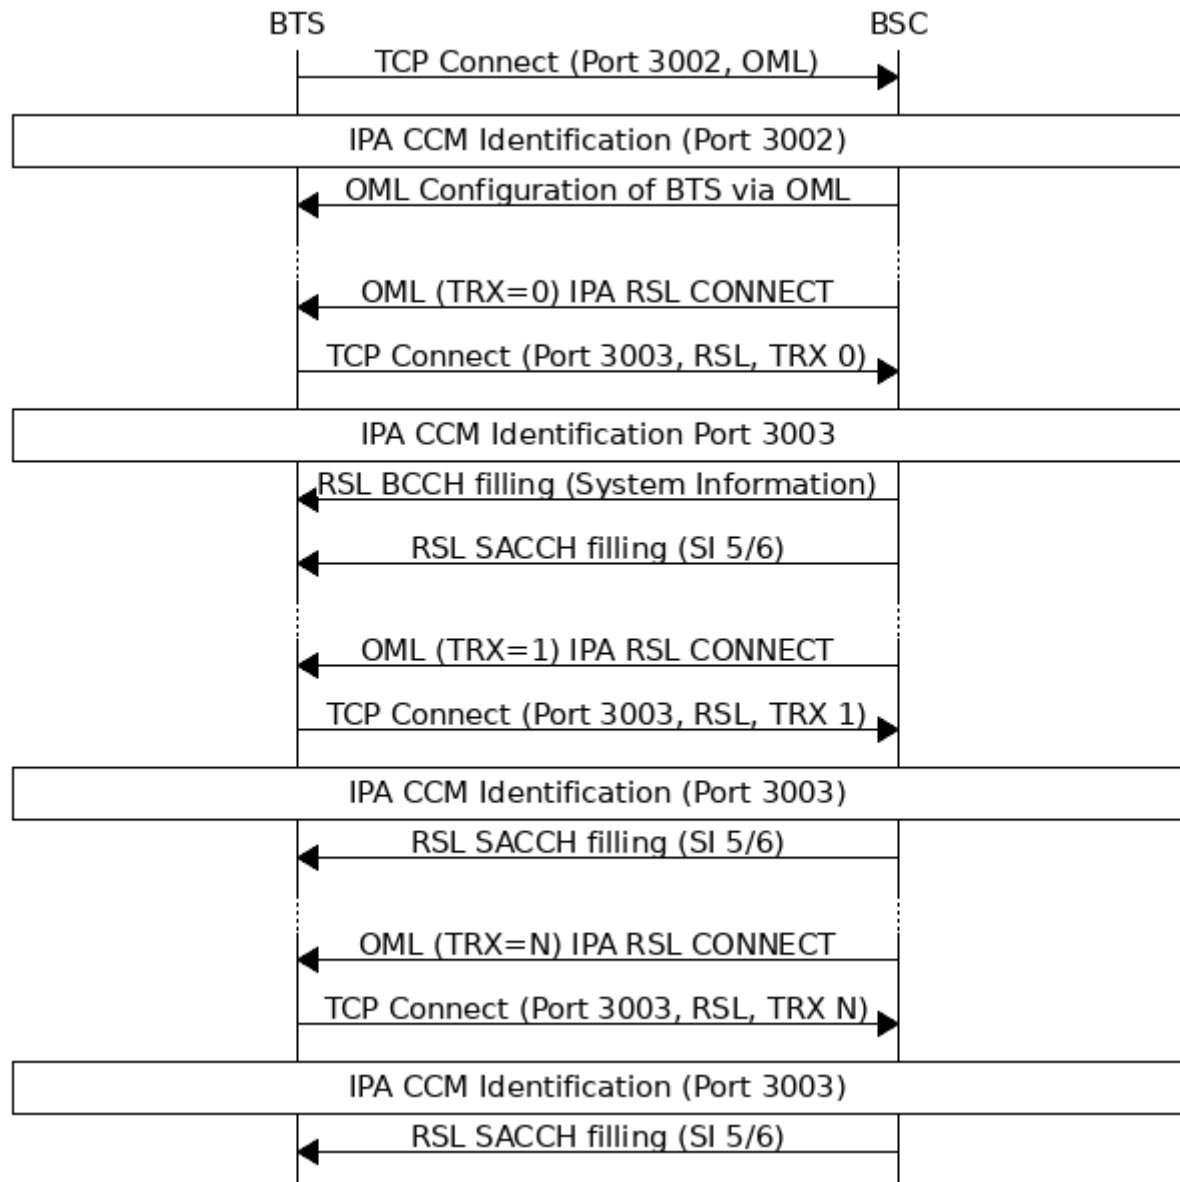 BTS BSC
TCP Connect (Port 3002, OML)
IPA CCM Identification (Port 3002)
OML Configuration of BTS via OML
OML (TRX=0) IPA RSL CONNECT
TCP Connect (Port 3003, RSL, TRX 0)
IPA CCM Identification Port 3003
RSL BCCH filling (System Information)
RSL SACCH filling (SI 5/6)
OML (TRX=1) IPA RSL CONNECT
TCP Connect (Port 3003, RSL, TRX 1)
IPA CCM Identification (Port 3003)
RSL SACCH filling (SI 5/6)
OML (TRX=N) IPA RSL CONNECT
TCP Connect (Port 3003, RSL, TRX N)
IPA CCM Identification (Port 3003)
RSL SACCH filling (SI 5/6)